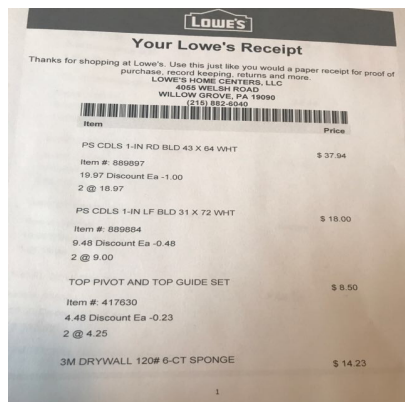 LOWE'S
Your Lowe's Receipt
Thanks for shopping at Lowe's. Use this just like you would a paper receipt for proof of
purchase, record keeping, returns and more.
LOWE'S HOME CENTERS, LLC
4055 WELSH ROAD
WILLOW GROVE, PA 19090
(215) 882-6040
Item Price
PS CDLS 1-IN RD BLD 43 X 64 WHT $ 37.94
Item #: 889897
19.97 Discount Ea -1.00
2 @ 18.97
PS CDLS 1-IN LF BLD 31 X 72 WHT $ 18.00
Item #: 889884
9.48 Discount Ea -0.48
2 @ 9.00
TOP PIVOT AND TOP GUIDE SET $ 8.50
Item #: 417630
4.48 Discount Ea -0.23
2 @ 4.25
3M DRYWALL 120# 6-CT SPONGE $ 14.23
1